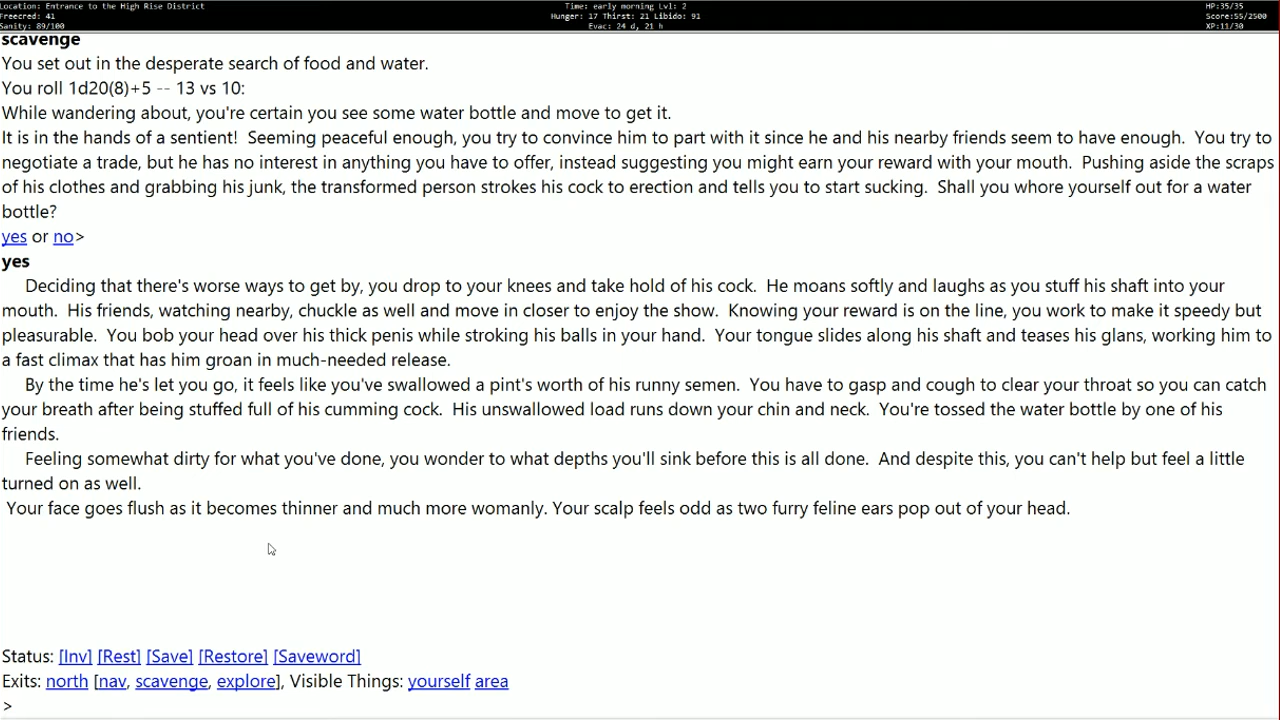 Location: Entrance to the High Rise District Time: early morning Lvl: 2 HP:35/35
Freecred: 41 Hunger: 17 Thirst: 21 Libido: 91 Score:55/2500
Sanity: 89/100 Evac: 24 d, 21 h XP:11/30
scavenge
You set out in the desperate search of food and water.
You roll 1d20(8)+5 -- 13 vs 10:
While wandering about, you're certain you see some water bottle and move to get it.
It is in the hands of a sentient!  Seeming peaceful enough, you try to convince him to part with it since he and his nearby friends seem to have enough.  You try to
negotiate a trade, but he has no interest in anything you have to offer, instead suggesting you might earn your reward with your mouth.  Pushing aside the scraps
of his clothes and grabbing his junk, the transformed person strokes his cock to erection and tells you to start sucking.  Shall you whore yourself out for a water
bottle?
yes or no>
yes
Deciding that there's worse ways to get by, you drop to your knees and take hold of his cock.  He moans softly and laughs as you stuff his shaft into your
mouth.  His friends, watching nearby, chuckle as well and move in closer to enjoy the show.  Knowing your reward is on the line, you work to make it speedy but
pleasurable.  You bob your head over his thick penis while stroking his balls in your hand.  Your tongue slides along his shaft and teases his glans, working him to
a fast climax that has him groan in much-needed release.
By the time he's let you go, it feels like you've swallowed a pint's worth of his runny semen.  You have to gasp and cough to clear your throat so you can catch
your breath after being stuffed full of his cumming cock.  His unswallowed load runs down your chin and neck.  You're tossed the water bottle by one of his
friends.
Feeling somewhat dirty for what you've done, you wonder to what depths you'll sink before this is all done.  And despite this, you can't help but feel a little
turned on as well.
Your face goes flush as it becomes thinner and much more womanly. Your scalp feels odd as two furry feline ears pop out of your head.
Status: [Inv] [Rest] [Save] [Restore] [Saveword]
Exits: north [nav, scavenge, explore], Visible Things: yourself area
>